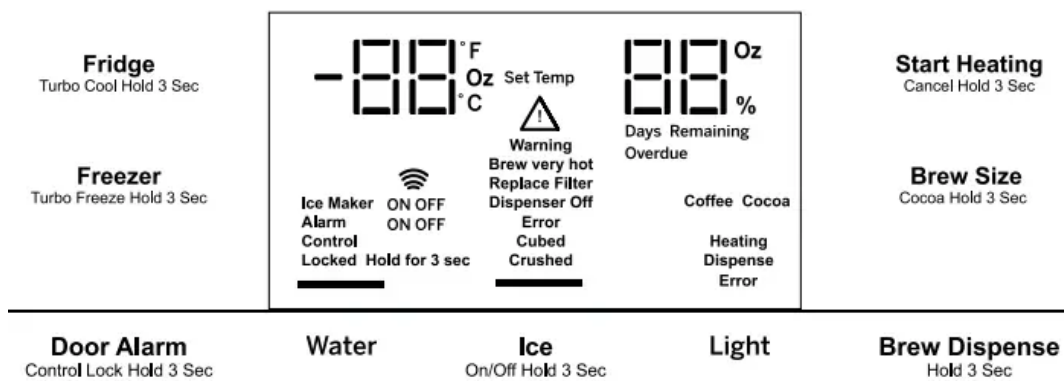 Fridge
Turbo Cool Hold 3 Sec
Freezer
Turbo Freeze Hold 3 Sec
-88 °F
Oz
°C
Set Temp
88 Oz
%
Days Remaining
Overdue
Warning
Brew very hot
Replace Filter
Dispenser Off
Error
Cubed
Crushed
Ice Maker ON OFF
Alarm ON OFF
Control
Locked Hold for 3 sec
Coffee Cocoa
Heating
Dispense
Error
Start Heating
Cancel Hold 3 Sec
Brew Size
Cocoa Hold 3 Sec
Door Alarm
Control Lock Hold 3 Sec
Water
Ice
On/Off Hold 3 Sec
Light
Brew Dispense
Hold 3 Sec